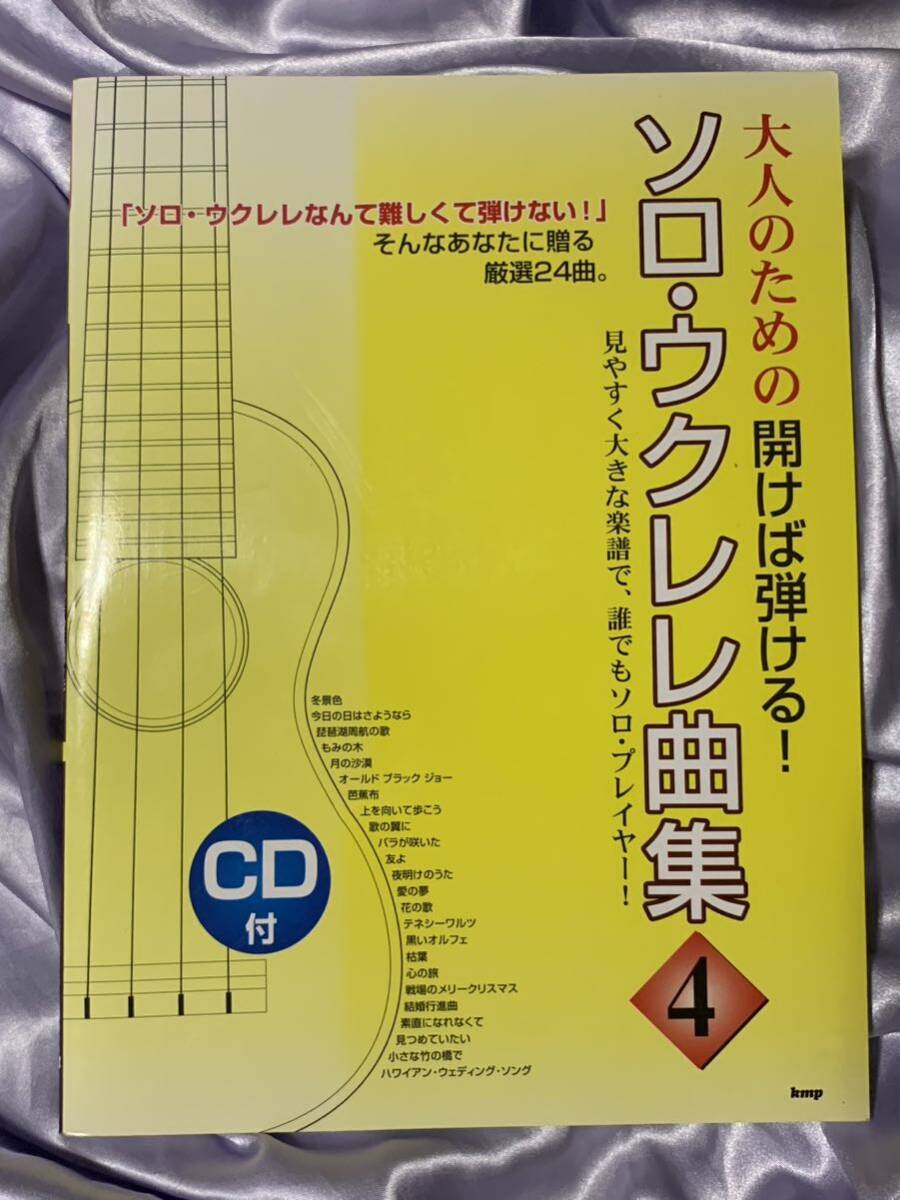 大人のための開けば弾ける!
ソロ・ウクレレ曲集
4
見やすく大きな楽譜で、誰でもソロ・プレイヤー!
「ソロ・ウクレレなんて難しくて弾けない!」
そんなあなたに贈る
厳選24曲。
冬景色
今日の日はさようなら
琵琶湖周航の歌
もみの木
月の沙漠
オールド ブラック ジョー
芭蕉布
上を向いて歩こう
歌の翼に
バラが咲いた
友よ
夜明けのうた
愛の夢
花の歌
テネシーワルツ
黒いオルフェ
枯葉
心の旅
戦場のメリークリスマス
結婚行進曲
素直になれなくて
見つめていたい
小さな竹の橋で
ハワイアン・ウェディング・ソング
CD
付
kmp